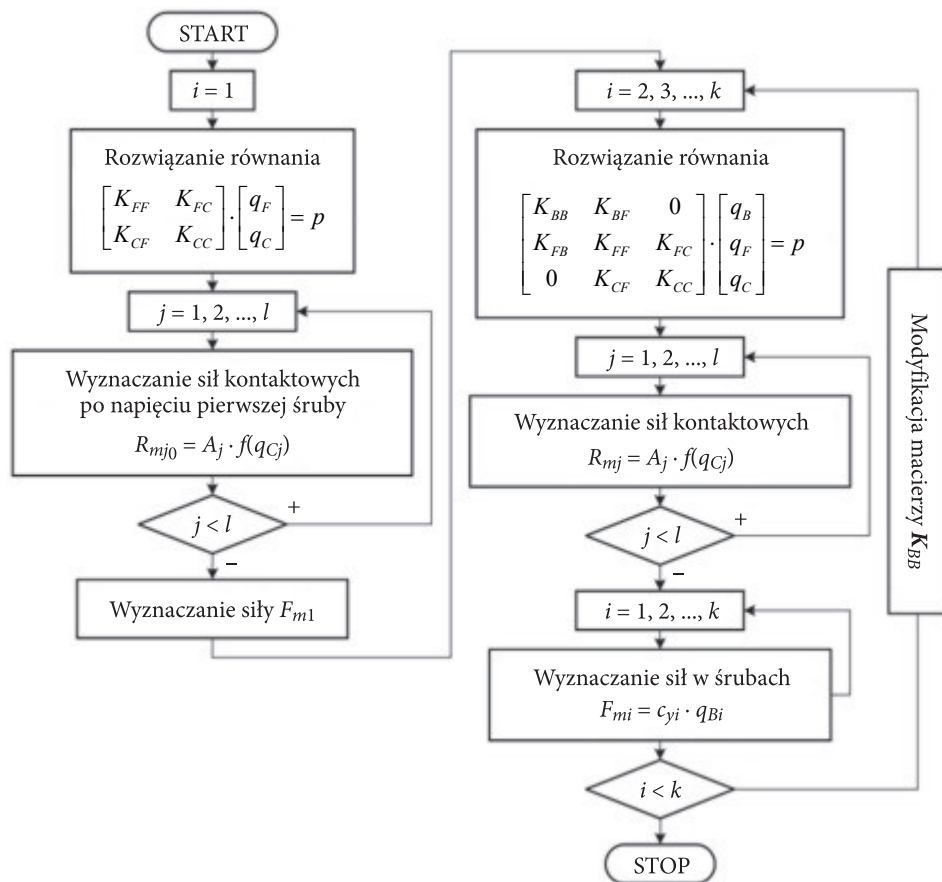 START
i = 1
Rozwiązanie równania
[K_FF K_FC] · [q_F] = p
[K_CF K_CC] [q_C]
j = 1, 2, ..., l
Wyznaczanie sił kontaktowych
po napięciu pierwszej śruby
R_mj0 = A_j · f(q_Cj)
j < l
+
−
Wyznaczanie siły F_m1
i = 2, 3, ..., k
Rozwiązanie równania
[K_BB K_BF 0] [q_B]
[K_FB K_FF K_FC] · [q_F] = p
[0 K_CF K_CC] [q_C]
j = 1, 2, ..., l
Wyznaczanie sił kontaktowych
R_mj = A_j · f(q_Cj)
j < l
+
−
i = 1, 2, ..., k
Wyznaczanie sił w śrubach
F_mi = c_yi · q_Bi
i < k
STOP
Modyfikacja macierzy K_BB